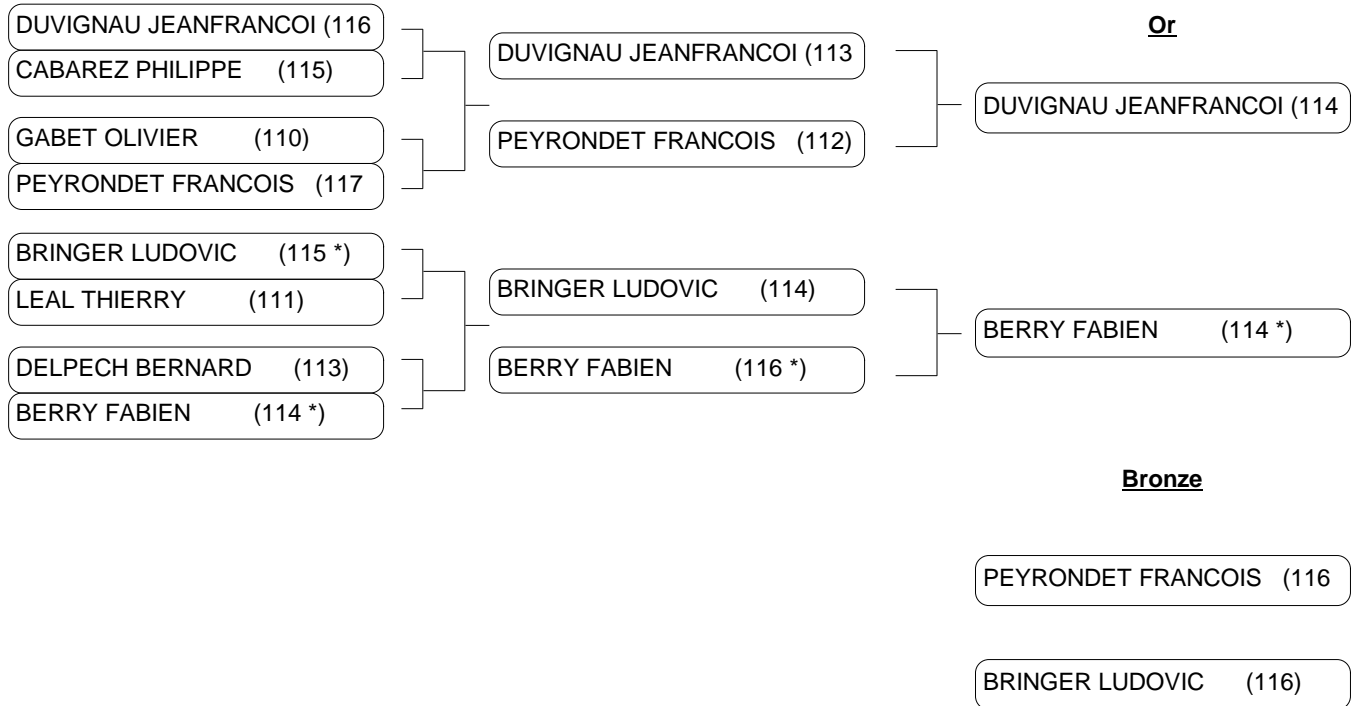 DUVIGNAU JEANFRANCOI (116
CABAREZ PHILIPPE (115)
GABET OLIVIER (110)
PEYRONDET FRANCOIS (117
BRINGER LUDOVIC (115 *)
LEAL THIERRY (111)
DELPECH BERNARD (113)
BERRY FABIEN (114 *)
DUVIGNAU JEANFRANCOI (113
PEYRONDET FRANCOIS (112)
BRINGER LUDOVIC (114)
BERRY FABIEN (116 *)
Or
DUVIGNAU JEANFRANCOI (114
BERRY FABIEN (114 *)
Bronze
PEYRONDET FRANCOIS (116
BRINGER LUDOVIC (116)